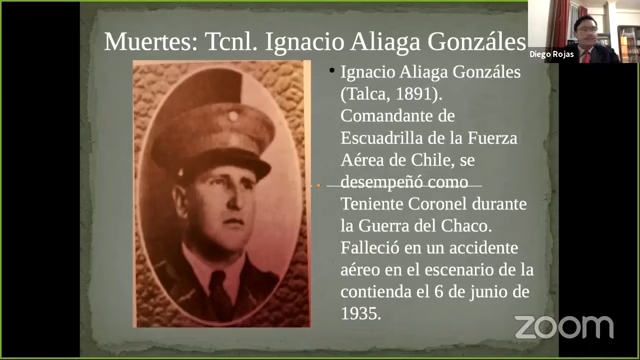 Muertes: Tcnl. Ignacio Aliaga Gonzáles
Diego Rojas
• Ignacio Aliaga Gonzáles
(Talca, 1891).
Comandante de
Escuadrilla de la Fuerza
Aérea de Chile, se
desempeñó como
Teniente Coronel durante
la Guerra del Chaco.
Falleció en un accidente
aéreo en el escenario de la
contienda el 6 de junio de
1935.
zoom